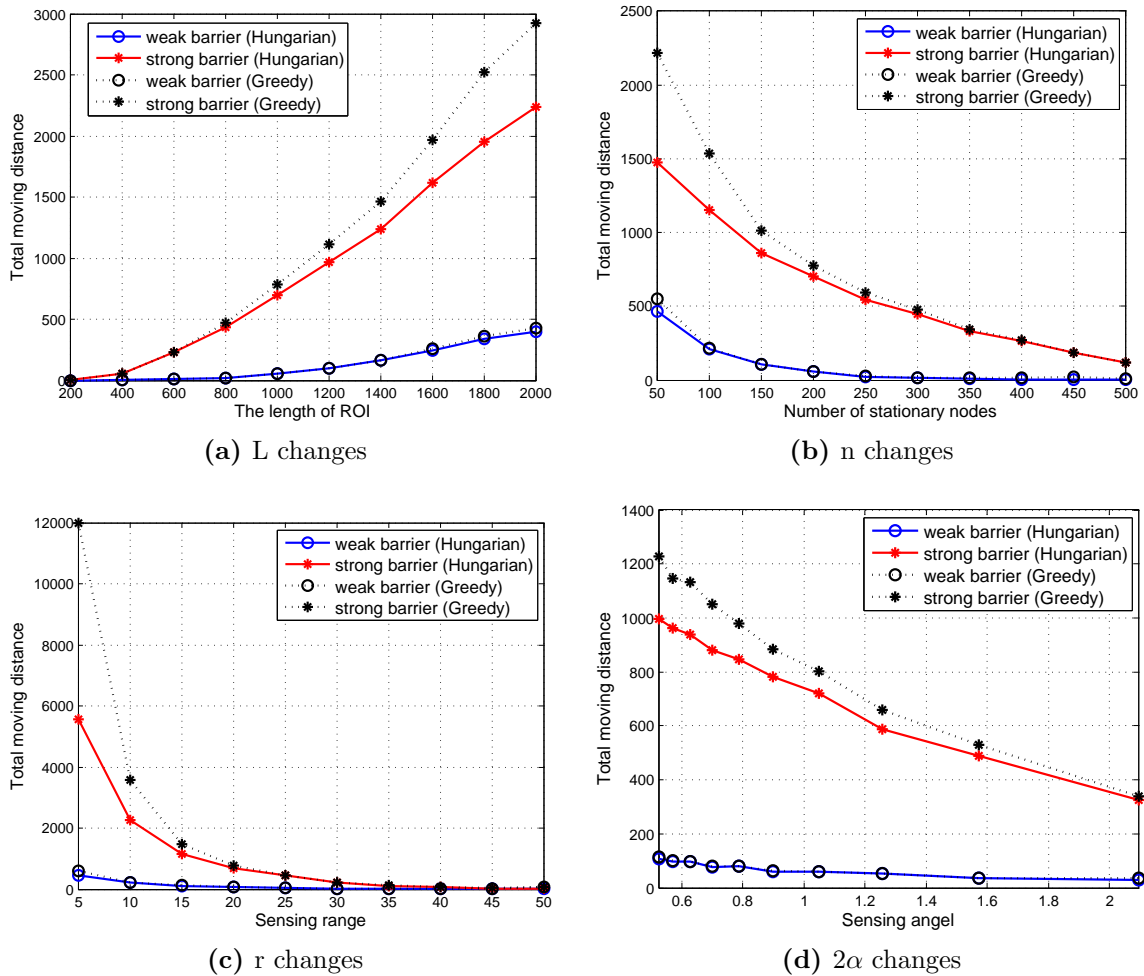 3000
2500
2000
1500
1000
500
0
Total moving distance
weak barrier (Hungarian)
strong barrier (Hungarian)
weak barrier (Greedy)
strong barrier (Greedy)
200 400 600 800 1000 1200 1400 1600 1800 2000
The length of ROI
(a) L changes
2500
2000
1500
1000
500
0
Total moving distance
weak barrier (Hungarian)
strong barrier (Hungarian)
weak barrier (Greedy)
strong barrier (Greedy)
50 100 150 200 250 300 350 400 450 500
Number of stationary nodes
(b) n changes
12000
10000
8000
6000
4000
2000
0
Total moving distance
weak barrier (Hungarian)
strong barrier (Hungarian)
weak barrier (Greedy)
strong barrier (Greedy)
5 10 15 20 25 30 35 40 45 50
Sensing range
(c) r changes
1400
1200
1000
800
600
400
200
0
Total moving distance
weak barrier (Hungarian)
strong barrier (Hungarian)
weak barrier (Greedy)
strong barrier (Greedy)
0.6 0.8 1 1.2 1.4 1.6 1.8 2
Sensing angel
(d) 2α changes